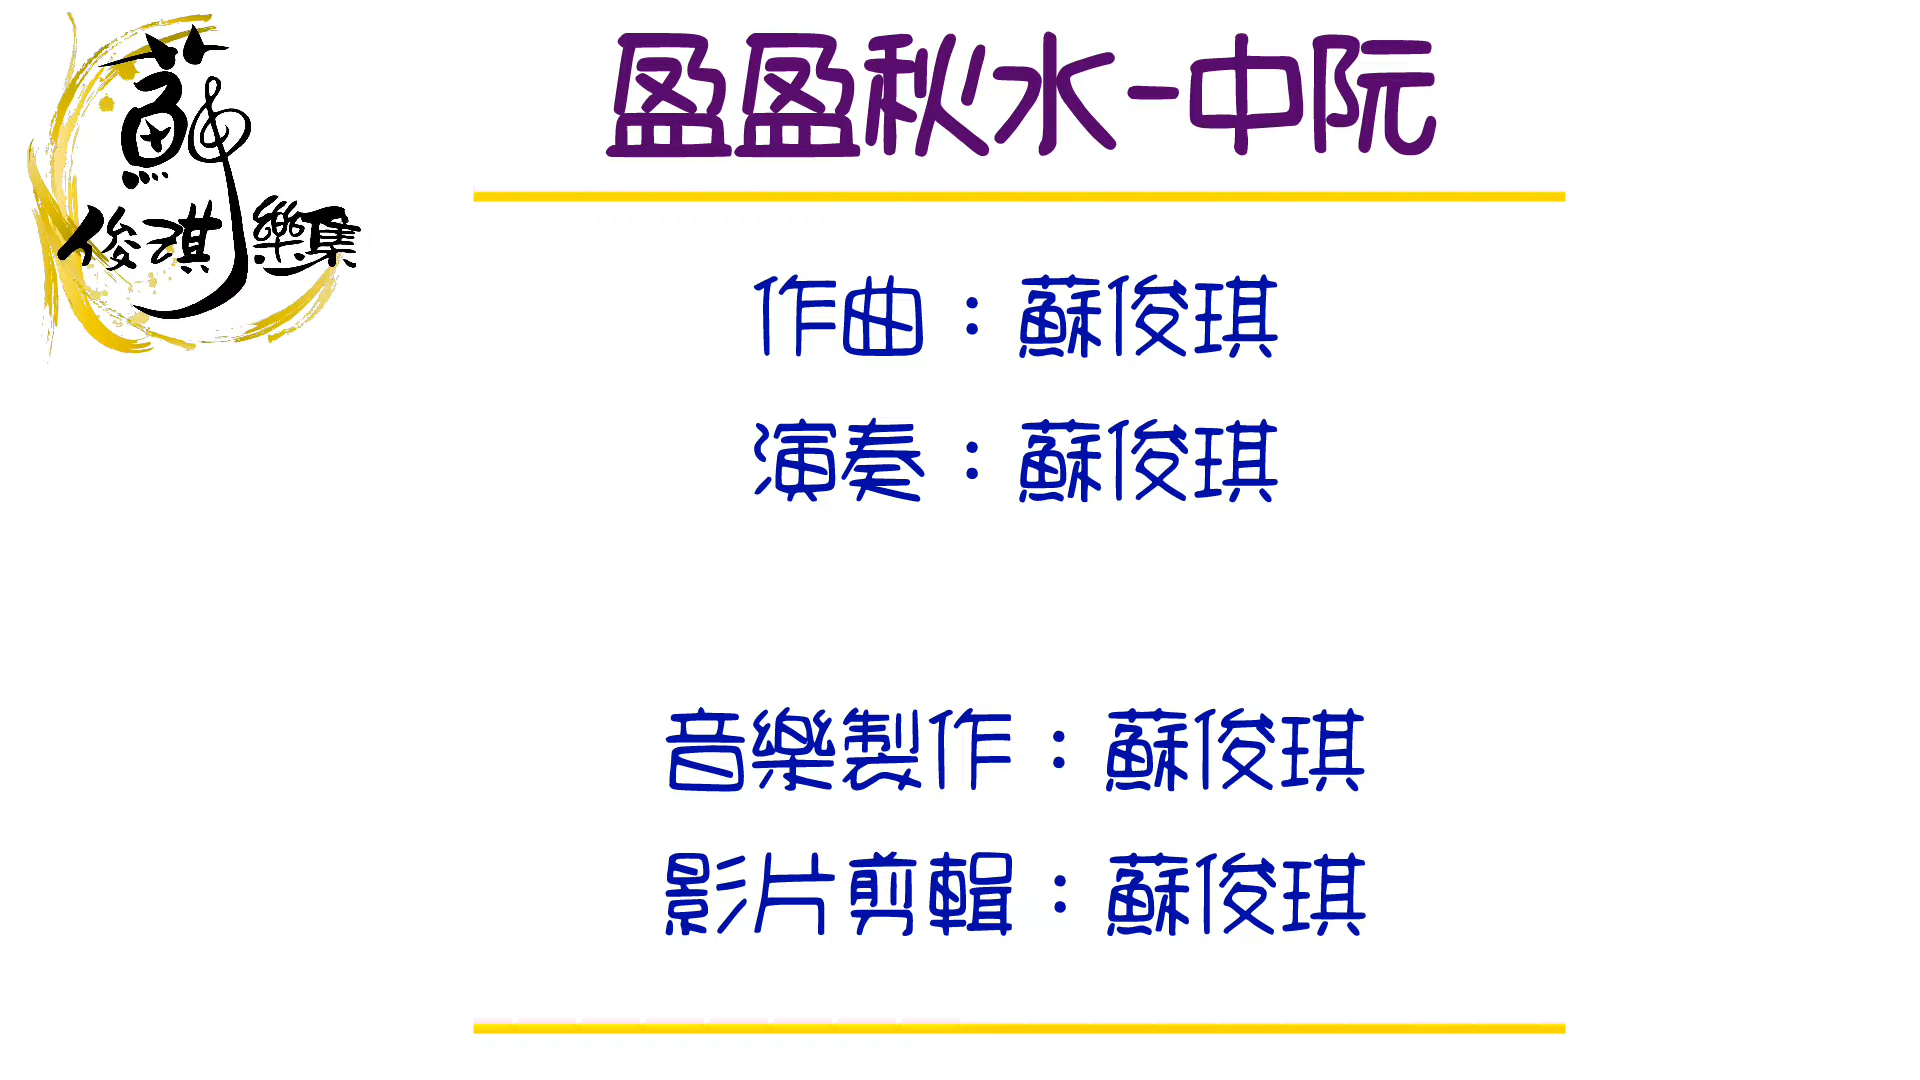 蘇
俊琪樂集
盈盈秋水-中阮
作曲：蘇俊琪
演奏：蘇俊琪
音樂製作：蘇俊琪
影片剪輯：蘇俊琪